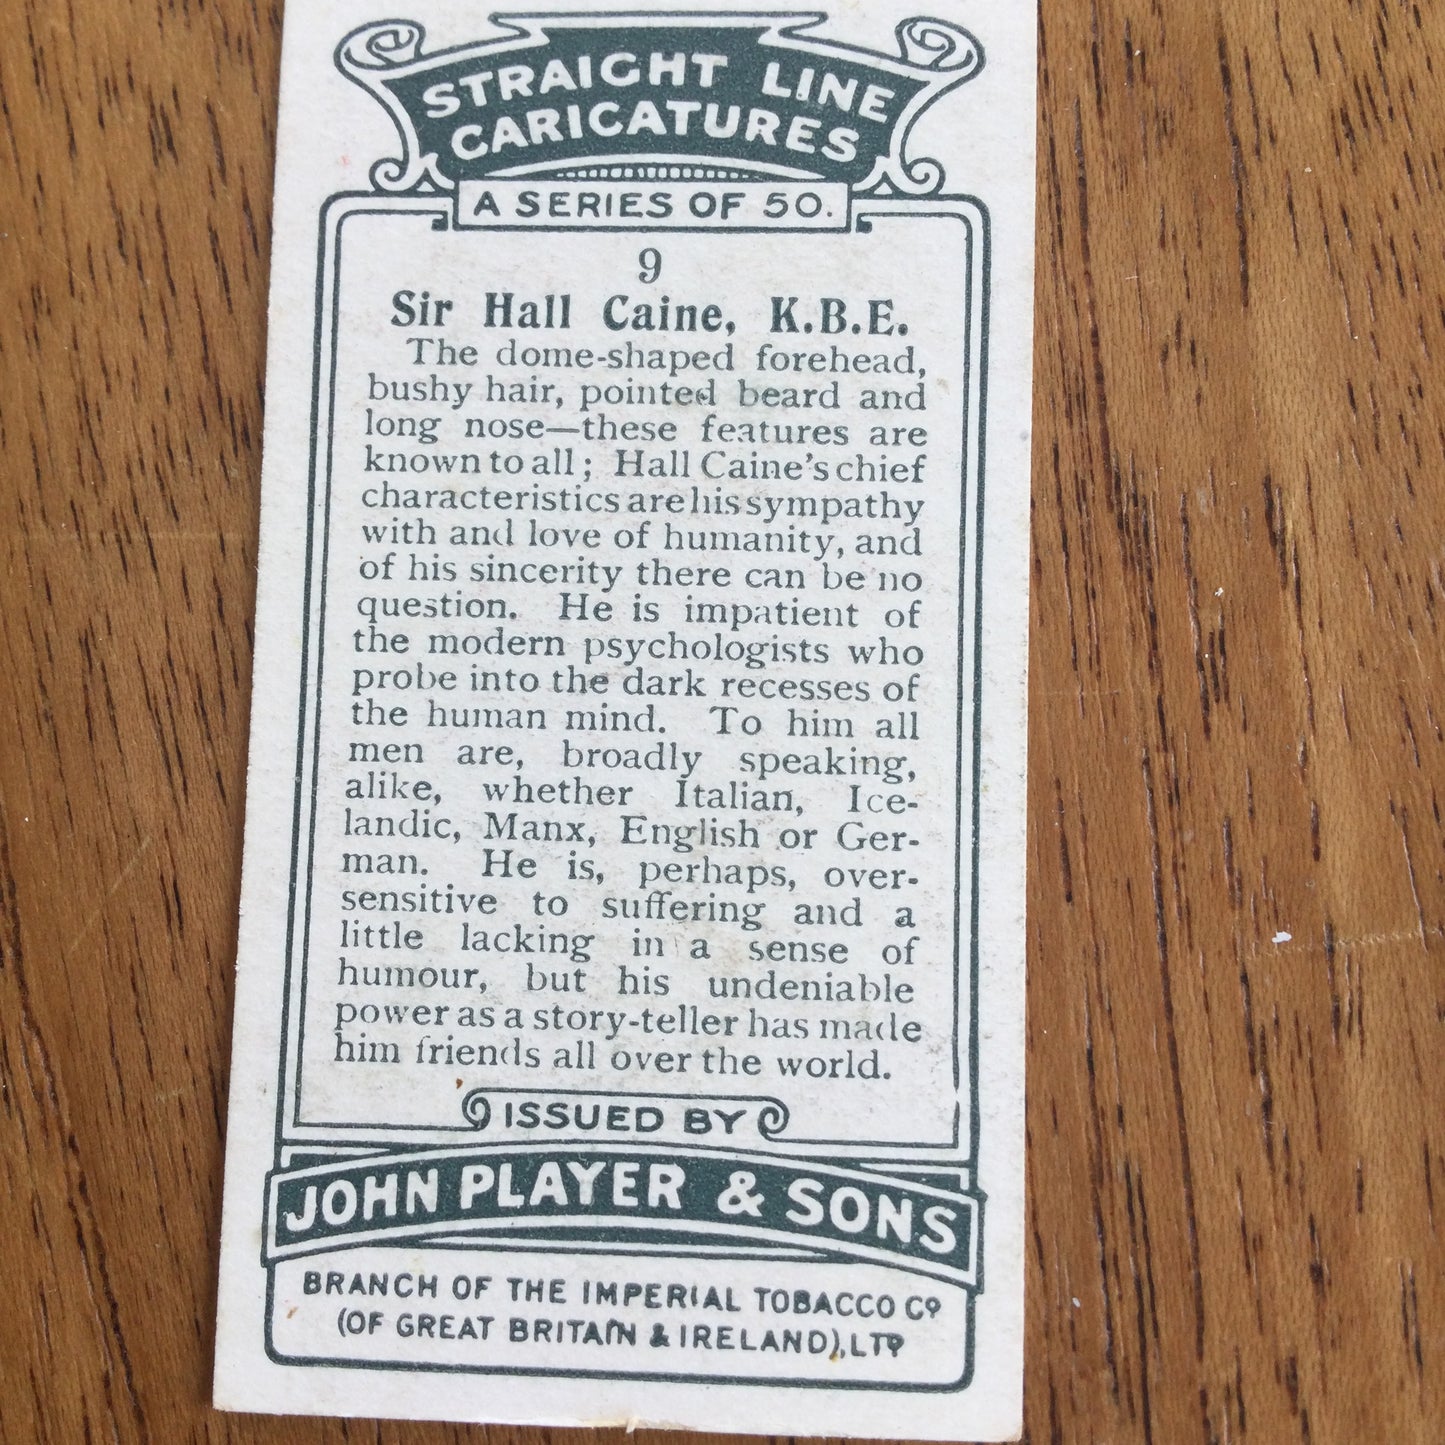 STRAIGHT LINE
CARICATURES
A SERIES OF 50.
9
Sir Hall Caine, K.B.E.
The dome-shaped forehead,
bushy hair, pointed beard and
long nose—these features are
known to all; Hall Caine's chief
characteristics are his sympathy
with and love of humanity, and
of his sincerity there can be no
question. He is impatient of
the modern psychologists who
probe into the dark recesses of
the human mind. To him all
men are, broadly speaking,
alike, whether Italian, Ice-
landic, Manx, English or Ger-
man. He is, perhaps, over-
sensitive to suffering and a
little lacking in a sense of
humour, but his undeniable
power as a story-teller has made
him friends all over the world.
ISSUED BY
JOHN PLAYER & SONS
BRANCH OF THE IMPERIAL TOBACCO CO
(OF GREAT BRITAIN & IRELAND), LTD